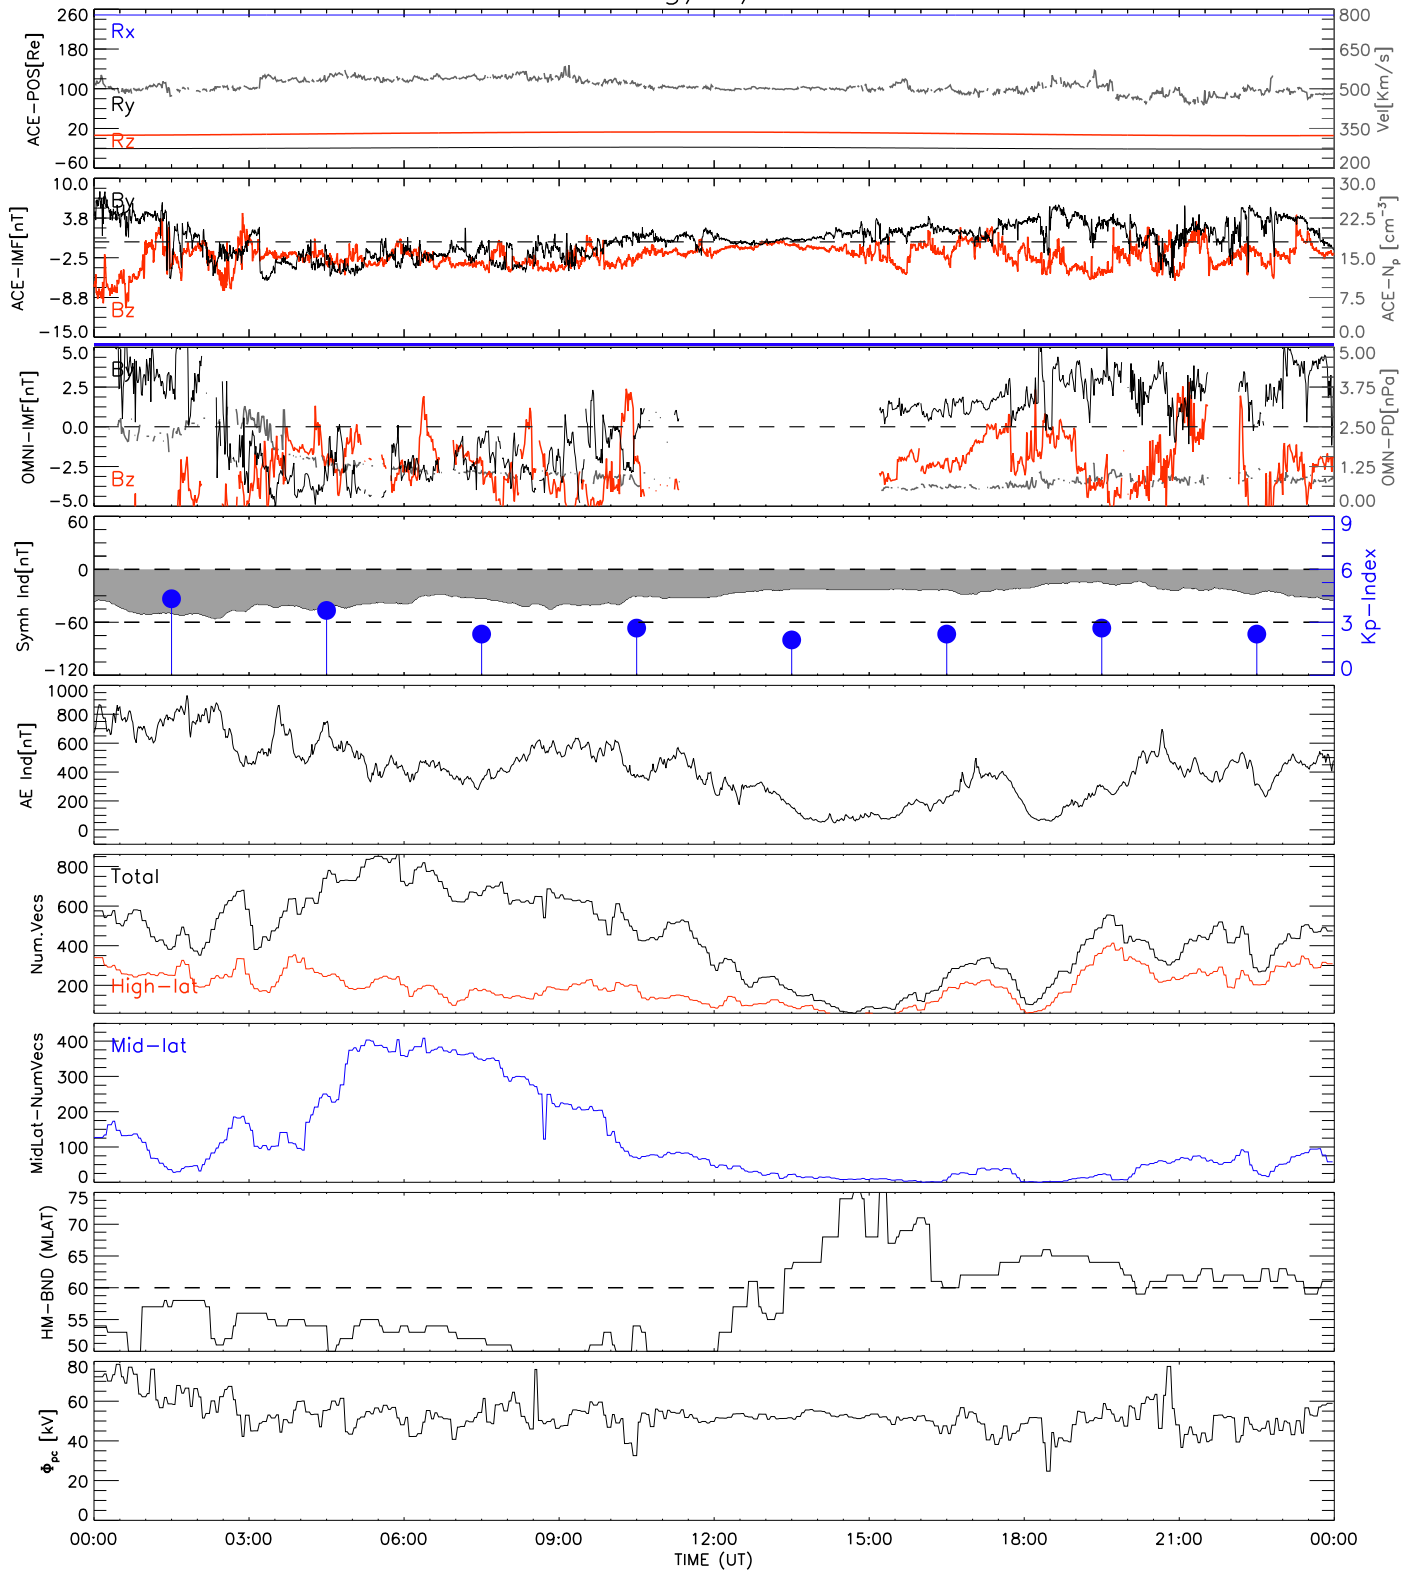 260
180
100
20
-60
ACE-POS[Re]
Rx
Ry
Rz
800
650
500
350
200
Vel[Km/s]
10.0
3.8
-2.5
-8.8
-15.0
ACE-IMF[nT]
By
Bz
30.0
22.5
15.0
7.5
0.0
ACE-Np [cm-3]
5.0
2.5
0.0
-2.5
-5.0
OMNI-IMF[nT]
By
Bz
5.00
3.75
2.50
1.25
0.00
OMN-PD[nPa]
60
0
-60
-120
Symh Ind[nT]
9
6
3
0
Kp-Index
1000
800
600
400
200
0
AE Ind[nT]
800
600
400
200
Num.Vecs
Total
High-lat
400
300
200
100
0
MidLat-NumVecs
Mid-lat
75
70
65
60
55
50
HM-BND (MLAT)
80
60
40
20
0
Φpc [kV]
00:00 03:00 06:00 09:00 12:00 15:00 18:00 21:00 00:00
TIME (UT)